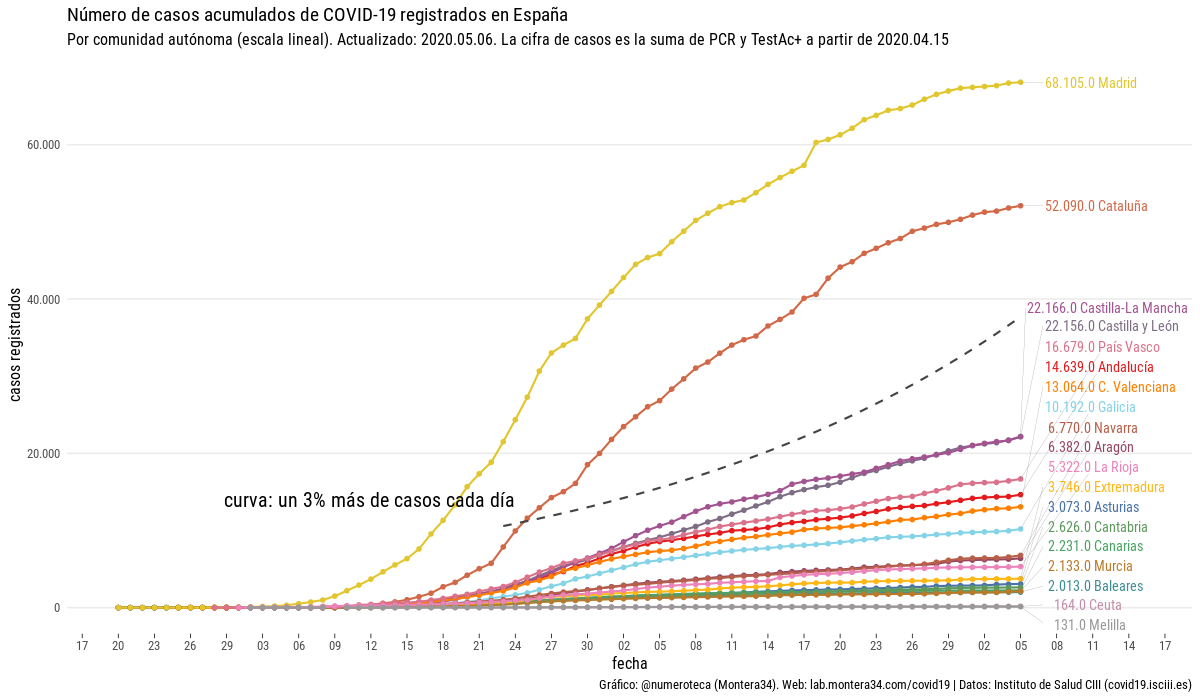 Número de casos acumulados de COVID-19 registrados en España
Por comunidad autónoma (escala lineal). Actualizado: 2020.05.06. La cifra de casos es la suma de PCR y TestAc+ a partir de 2020.04.15
casos registrados
60.000
40.000
20.000
0
68.105.0 Madrid
52.090.0 Cataluña
22.166.0 Castilla-La Mancha
22.156.0 Castilla y León
16.679.0 País Vasco
14.639.0 Andalucía
13.064.0 C. Valenciana
10.192.0 Galicia
6.770.0 Navarra
6.382.0 Aragón
5.322.0 La Rioja
3.746.0 Extremadura
3.073.0 Asturias
2.626.0 Cantabria
2.231.0 Canarias
2.133.0 Murcia
2.013.0 Baleares
164.0 Ceuta
131.0 Melilla
curva: un 3% más de casos cada día
17 20 23 26 29 03 06 09 12 15 18 21 24 27 30 02 05 08 11 14 17 20 23 26 29 02 05 08 11 14 17
fecha
Gráfico: @numeroteca (Montera34). Web: lab.montera34.com/covid19 | Datos: Instituto de Salud CIII (covid19.isciii.es)